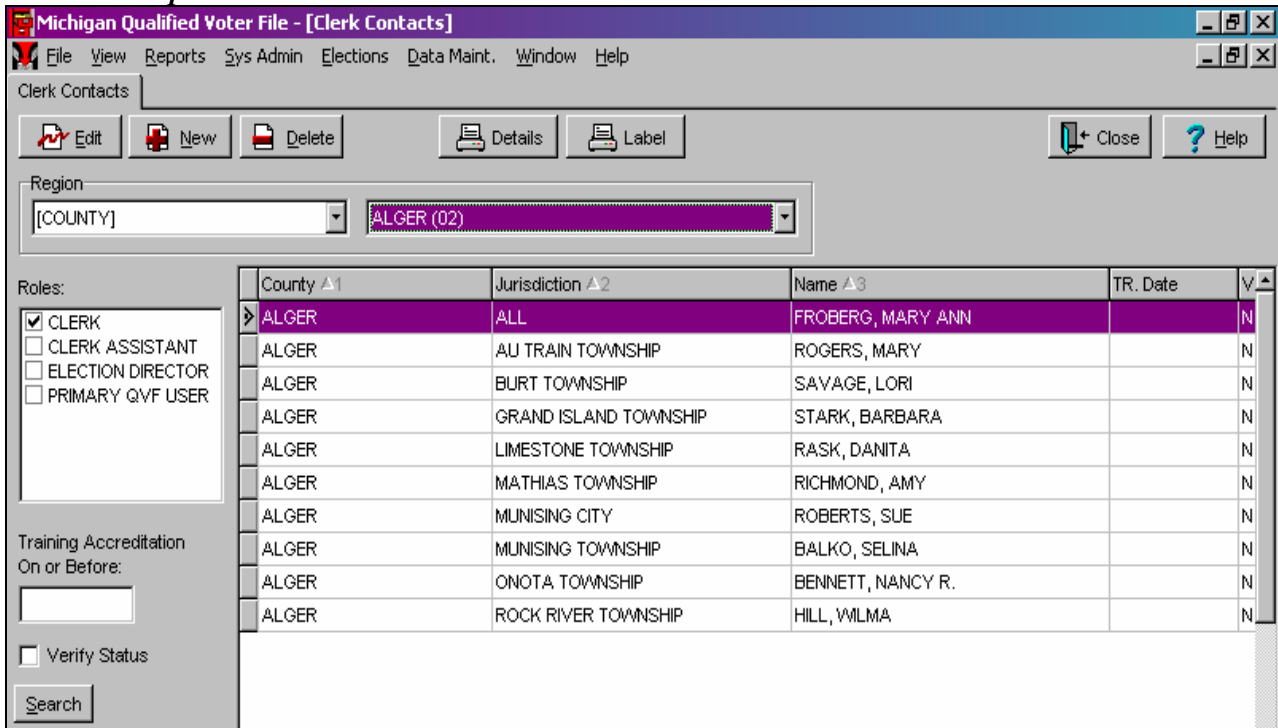 Michigan Qualified Voter File - [Clerk Contacts]
File View Reports Sys Admin Elections Data Maint. Window Help
Clerk Contacts
Edit New Delete Details Label Close Help
Region
[COUNTY] ALGER (02)
Roles:
CLERK
CLERK ASSISTANT
ELECTION DIRECTOR
PRIMARY QVF USER
Training Accreditation
On or Before:
Verify Status
Search
County 1 Jurisdiction 2 Name 3 TR. Date V
ALGER ALL FROBERG, MARY ANN N
ALGER AU TRAIN TOWNSHIP ROGERS, MARY N
ALGER BURT TOWNSHIP SAVAGE, LORI N
ALGER GRAND ISLAND TOWNSHIP STARK, BARBARA N
ALGER LIMESTONE TOWNSHIP RASK, DANITA N
ALGER MATHIAS TOWNSHIP RICHMOND, AMY N
ALGER MUNISING CITY ROBERTS, SUE N
ALGER MUNISING TOWNSHIP BALKO, SELINA N
ALGER ONOTA TOWNSHIP BENNETT, NANCY R. N
ALGER ROCK RIVER TOWNSHIP HILL, WILMA N